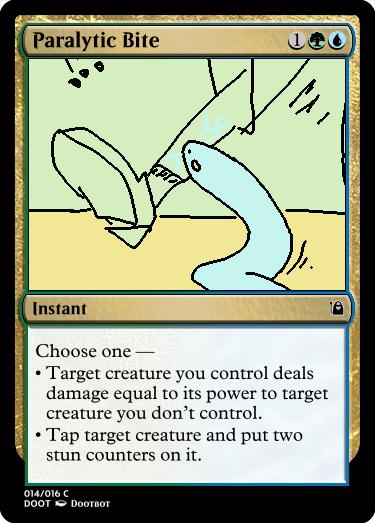 Paralytic Bite 1
Instant
Choose one —
• Target creature you control deals
damage equal to its power to target
creature you don't control.
• Tap target creature and put two
stun counters on it.
014/016 C
DOOT Dootbot